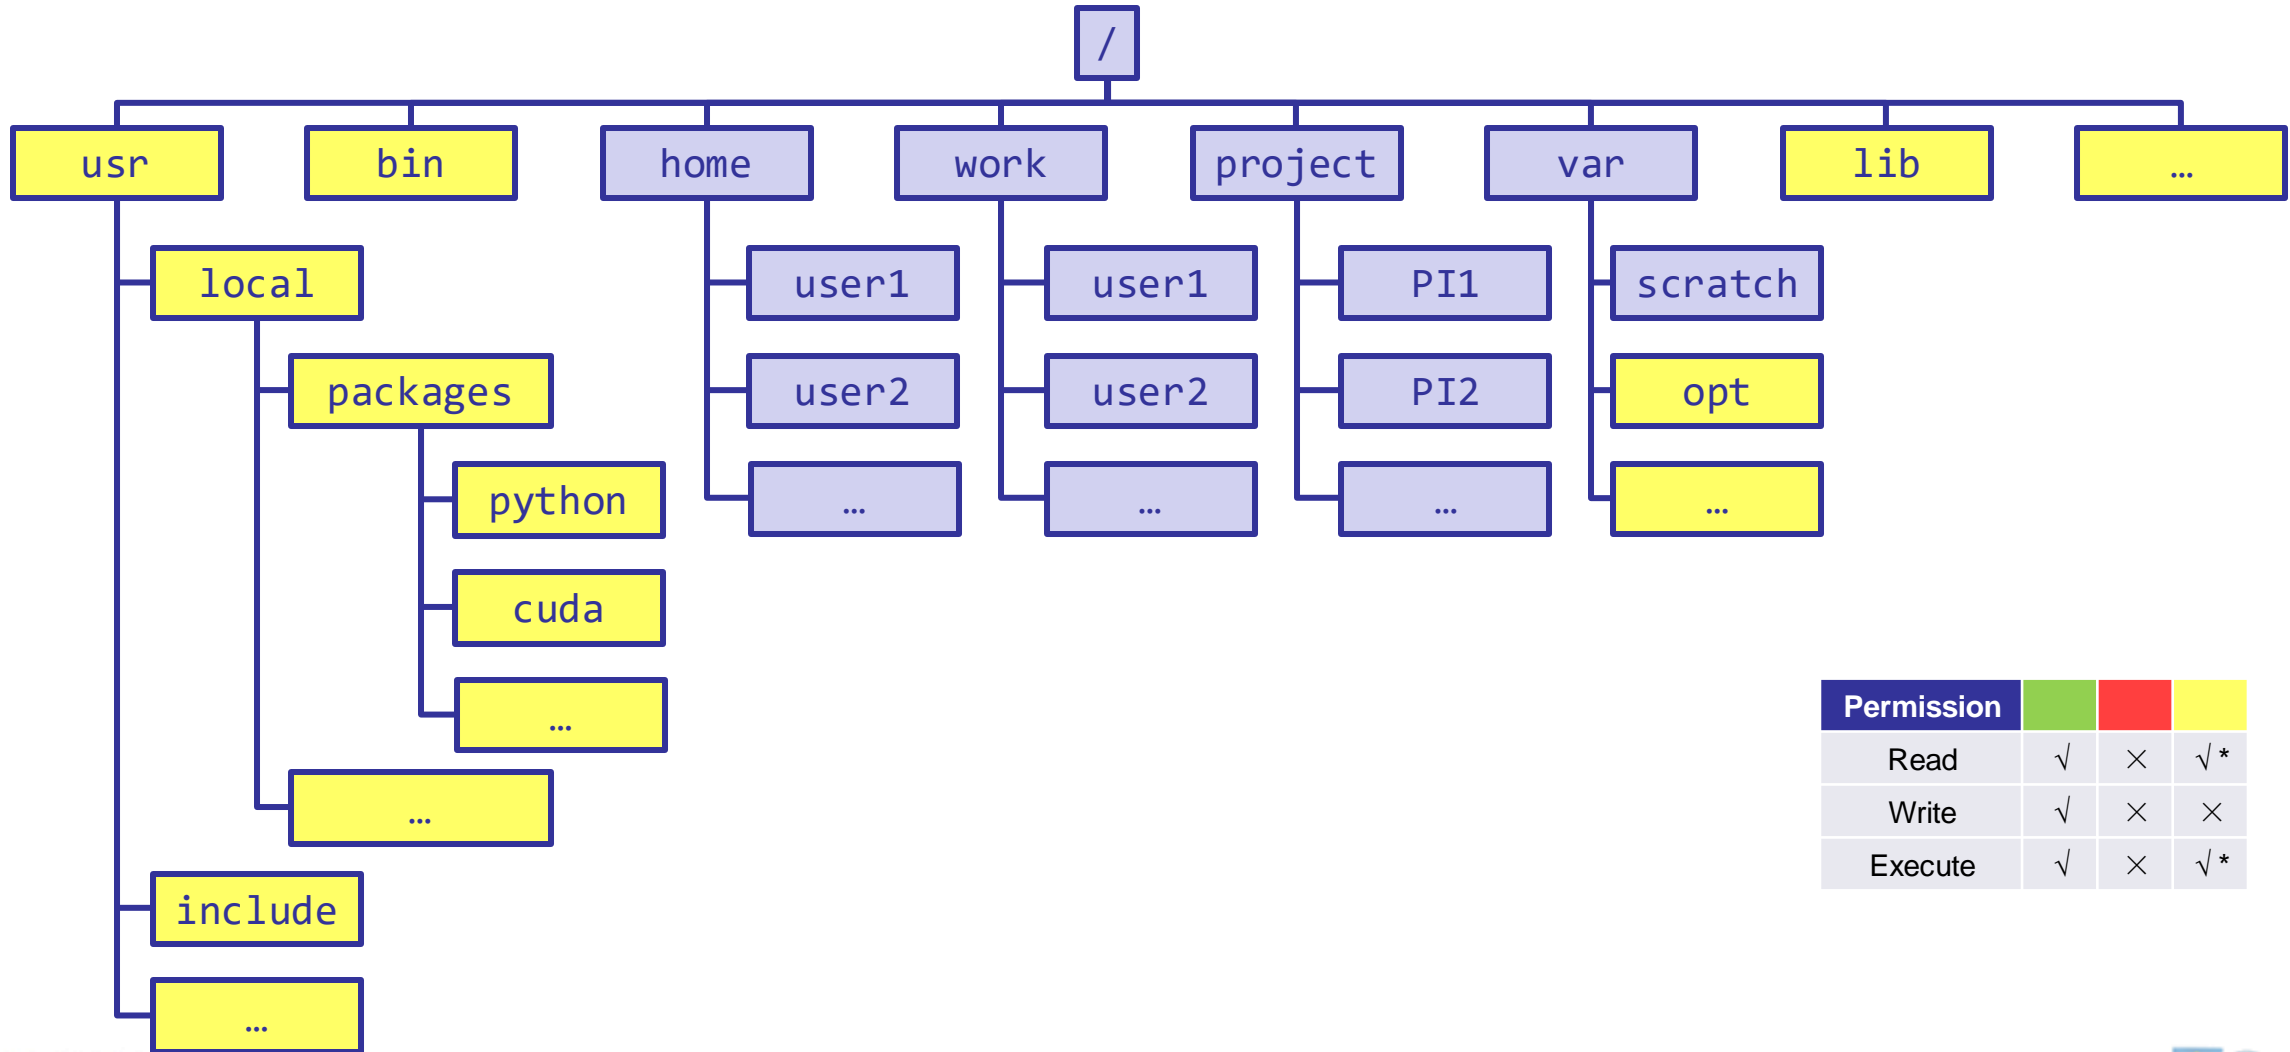 /
usr bin home work project var lib …
local user1 user1 PI1 scratch
packages user2 user2 PI2 opt
python … … … …
cuda
…
…
include
…
Permission
Read √ × √ *
Write √ × ×
Execute √ × √ *